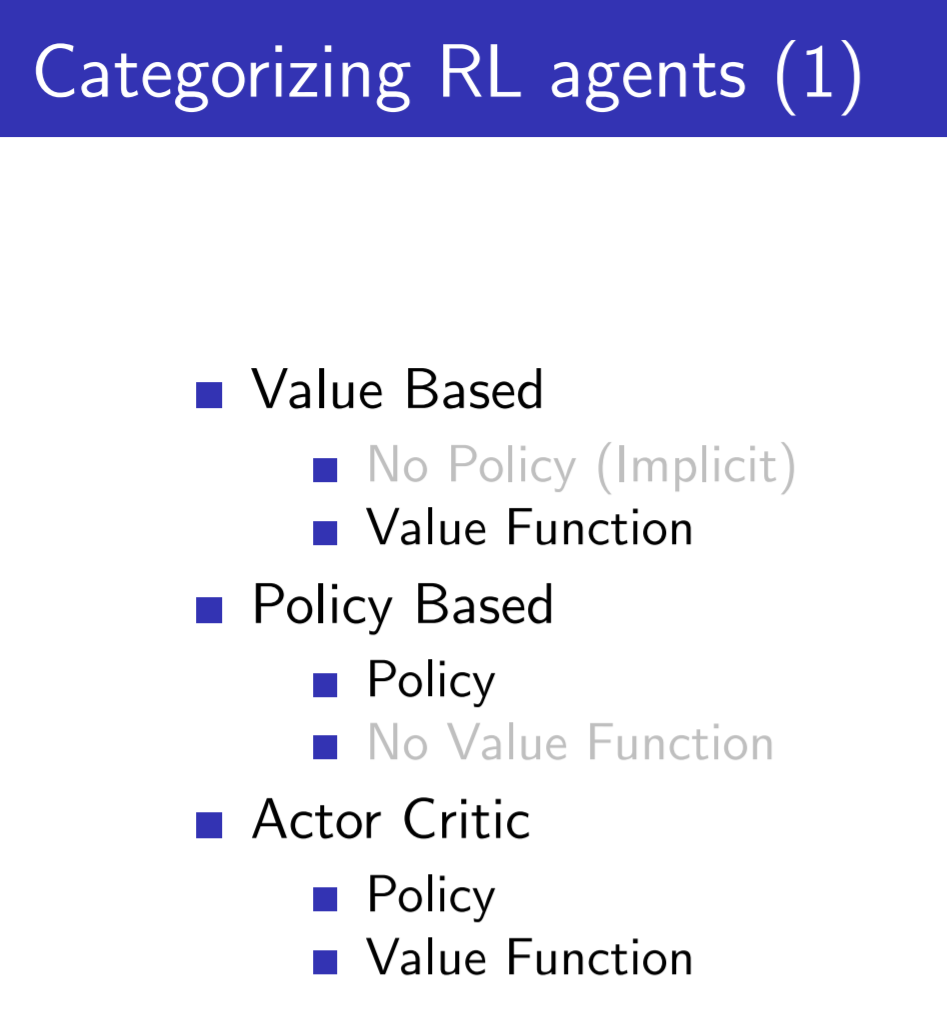 Categorizing RL agents (1)
Value Based
No Policy (Implicit)
Value Function
Policy Based
Policy
No Value Function
Actor Critic
Policy
Value Function